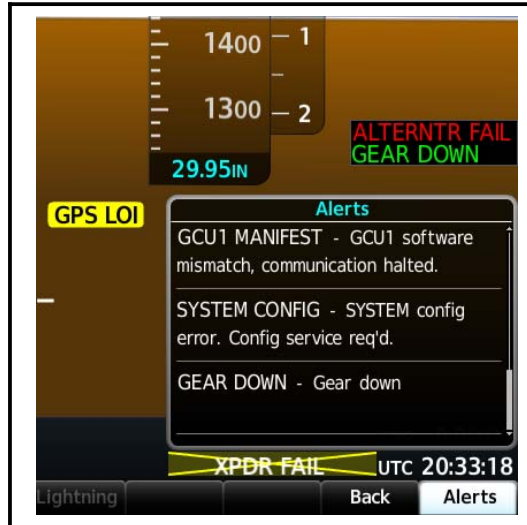 1400
1
1300
2
ALTERNTR FAIL
GEAR DOWN
29.95IN
GPS LOI
Alerts
GCU1 MANIFEST - GCU1 software
mismatch, communication halted.
SYSTEM CONFIG - SYSTEM config
error. Config service req'd.
GEAR DOWN - Gear down
XPDR FAIL
UTC 20:33:18
Lightning
Back
Alerts